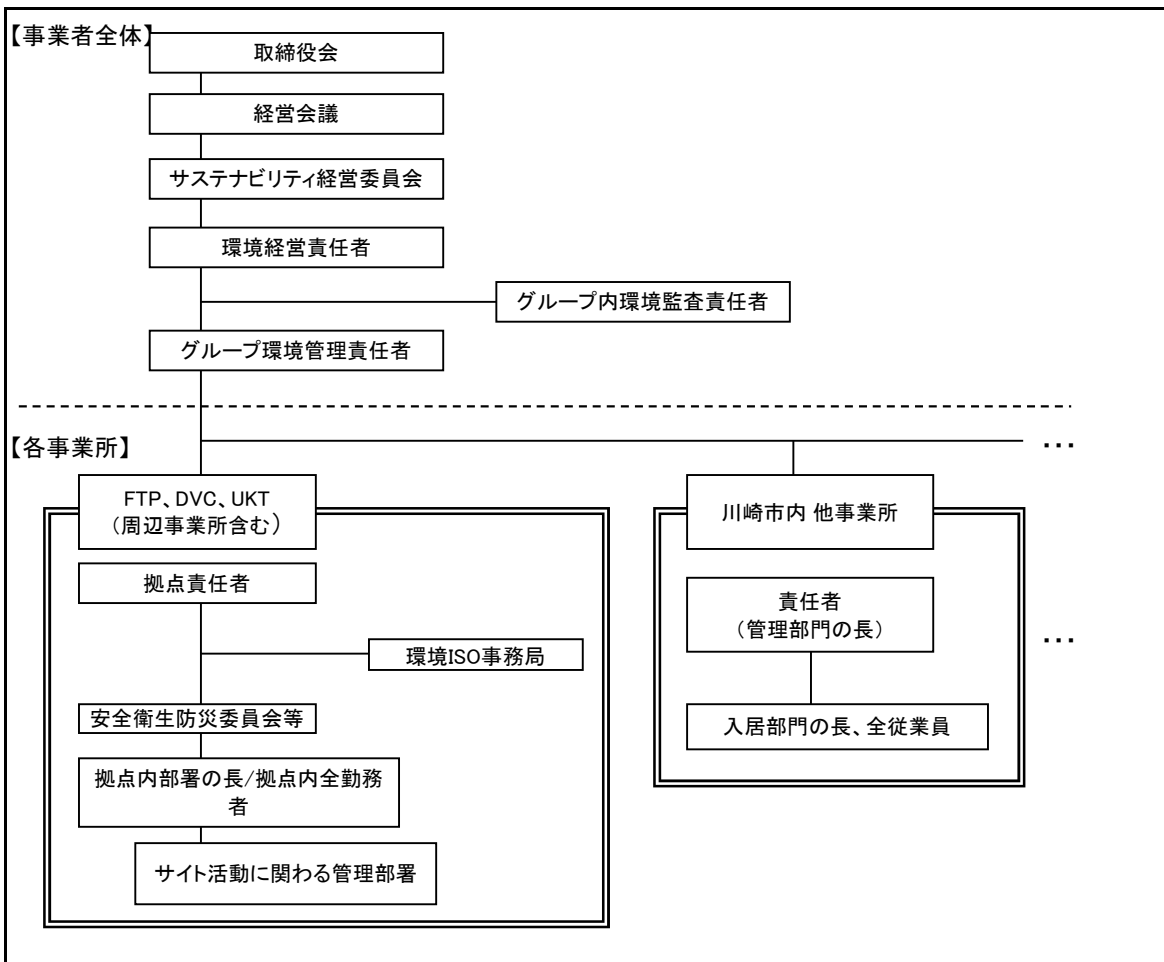 【事業者全体】
取締役会
経営会議
サステナビリティ経営委員会
環境経営責任者
グループ内環境監査責任者
グループ環境管理責任者
【各事業所】
・・・
FTP、DVC、UKT
（周辺事業所含む）
拠点責任者
環境ISO事務局
安全衛生防災委員会等
拠点内部署の長/拠点内全勤務
者
サイト活動に関わる管理部署
川崎市内 他事業所
責任者
（管理部門の長）
入居部門の長、全従業員
・・・